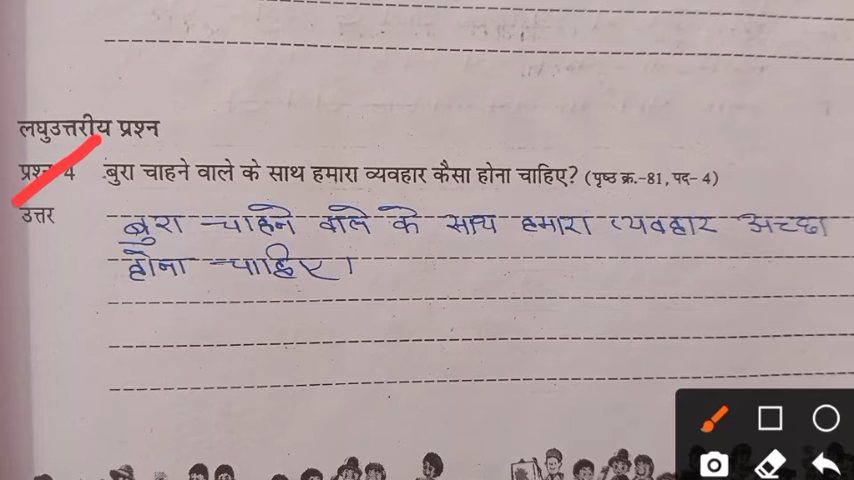 लघुउत्तरीय प्रश्न
प्रश्न 4 बुरा चाहने वाले के साथ हमारा व्यवहार कैसा होना चाहिए? (पृष्ठ क्र.-81, पद- 4)
उत्तर बुरा चाहने वाले के साथ हमारा व्यवहार अच्छा
होना चाहिए।